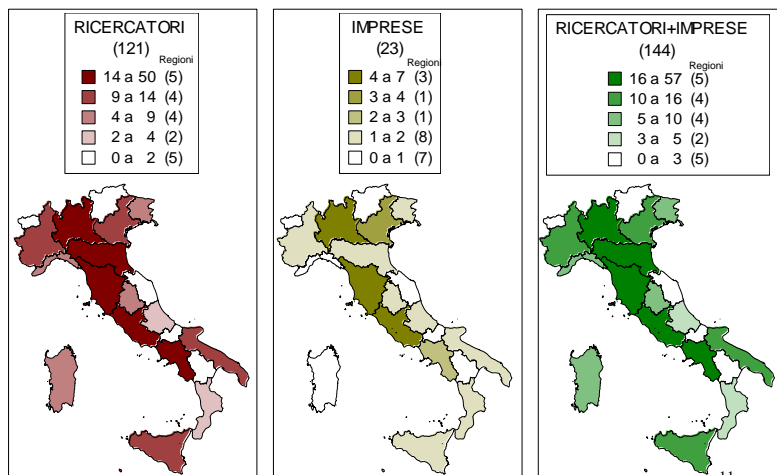 RICERCATORI
(121)
Regioni
14 a 50 (5)
9 a 14 (4)
4 a 9 (4)
2 a 4 (2)
0 a 2 (5)
IMPRESE
(23)
Regioni
4 a 7 (3)
3 a 4 (1)
2 a 3 (1)
1 a 2 (8)
0 a 1 (7)
RICERCATORI+IMPRESE
(144)
Regioni
16 a 57 (5)
10 a 16 (4)
5 a 10 (4)
3 a 5 (2)
0 a 3 (5)